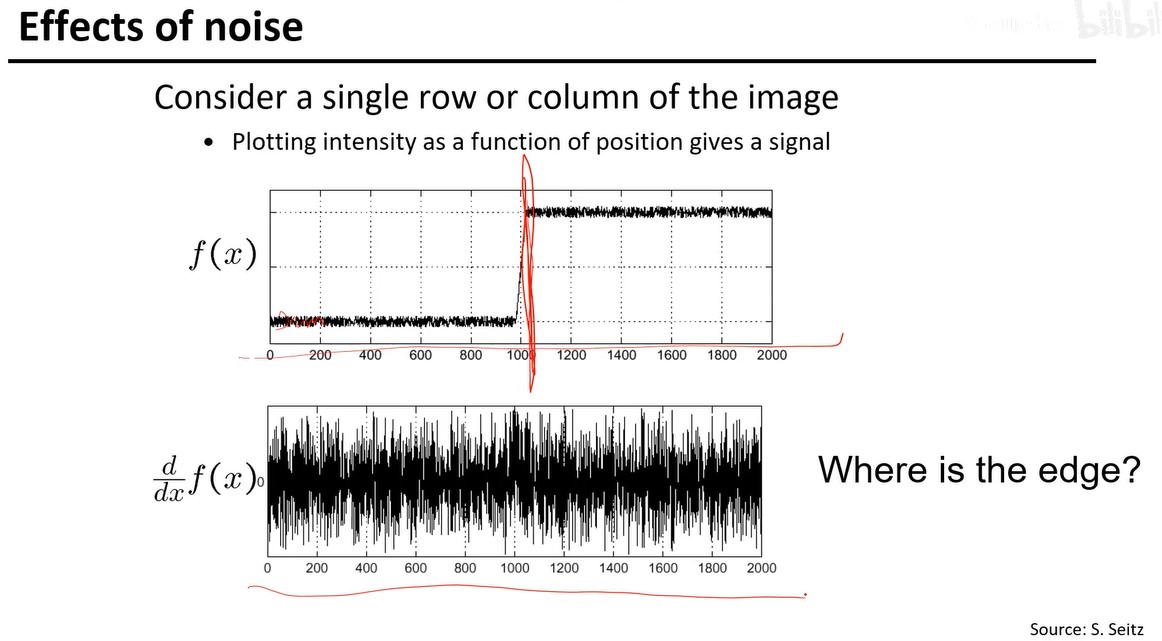 Effects of noise
bilibili
Consider a single row or column of the image
• Plotting intensity as a function of position gives a signal
f(x)
0 200 400 600 800 1000 1200 1400 1600 1800 2000
d/dx f(x) 0
0 200 400 600 800 1000 1200 1400 1600 1800 2000
Where is the edge?
Source: S. Seitz